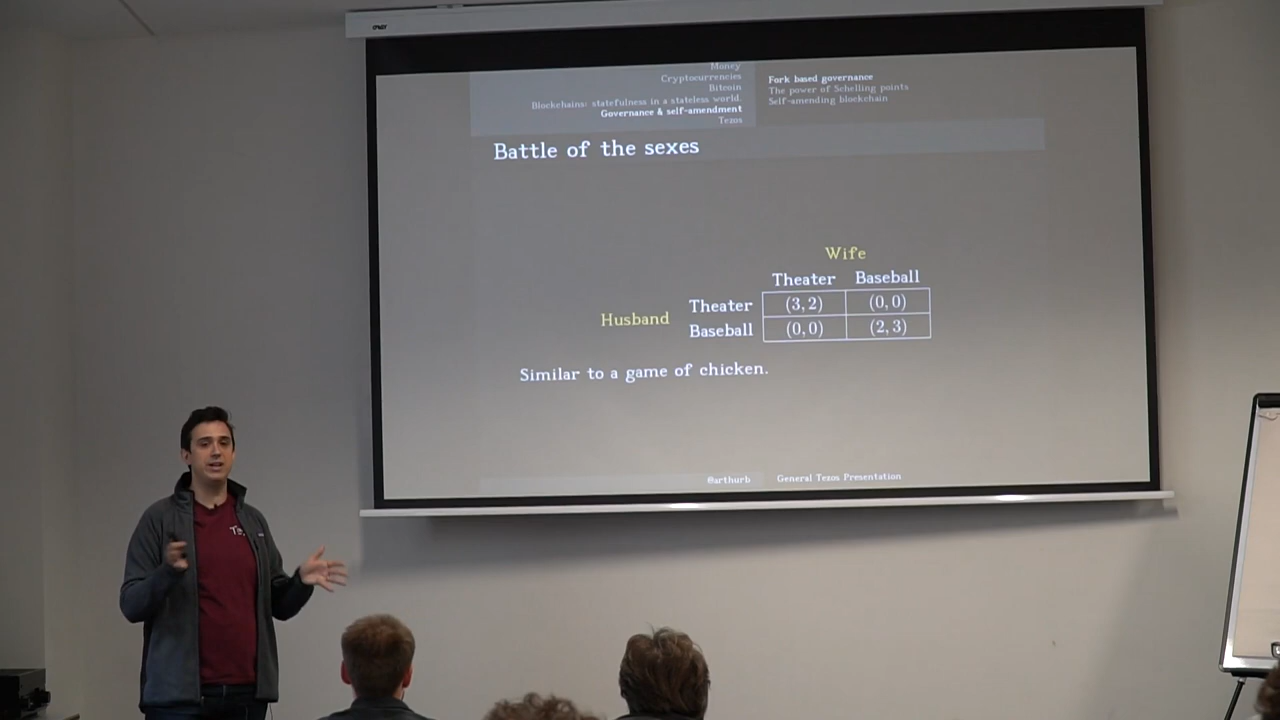 Money
Cryptocurrencies
Bitcoin
Blockchains: statefulness in a stateless world.
Governance & self-amendment
Tezos
Fork based governance
The power of Schelling points
Self-amending blockchain
Battle of the sexes
Wife
Theater Baseball
Husband Theater (3, 2) (0, 0)
Baseball (0, 0) (2, 3)
Similar to a game of chicken.
@arthurb General Tezos Presentation